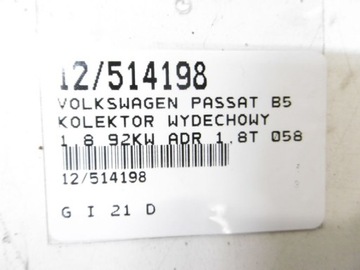 12/514198
VOLKSWAGEN PASSAT B5
KOLEKTOR WYDECHOWY
1 8 92KW ADR 1.8T 058
12/514198
G I 21 D